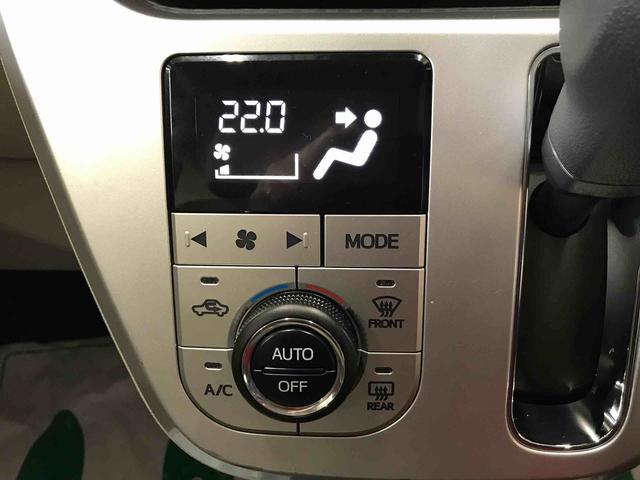 22.0
MODE
FRONT
AUTO
OFF
A/C
REAR